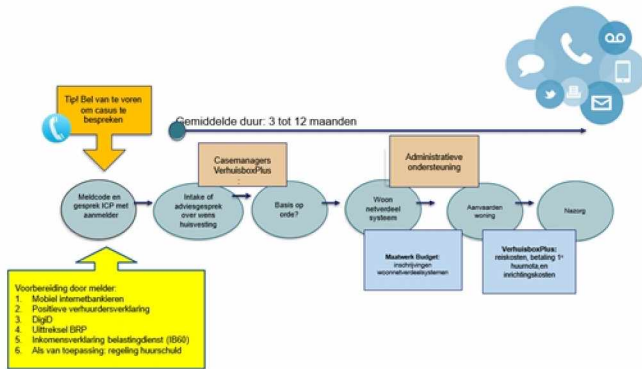 Tip! Bel van te voren
om casus te
bespreken
Gemiddelde duur: 3 tot 12 maanden
Casemanagers
VerhuisboxPlus
:
Administratieve
ondersteuning
Meldcode en
gesprek ICP met
aanmelder
Intake of
adviesgesprek
over wens
huisvesting
Basis op
orde?
Woon
netverdeel
systeem
Aanvaarden
woning
Nazorg
Maatwerk Budget:
inschrijvingen
woonnetverdeelsystemen
VerhuisboxPlus:
reiskosten, betaling 1e
huurnota,en
inrichtingskosten
Voorbereiding door melder:
1. Mobiel internetbankieren
2. Positieve verhuurdersverklaring
3. DigiD
4. Uittreksel BRP
5. Inkomensverklaring belastingdienst (IB60)
6. Als van toepassing: regeling huurschuld